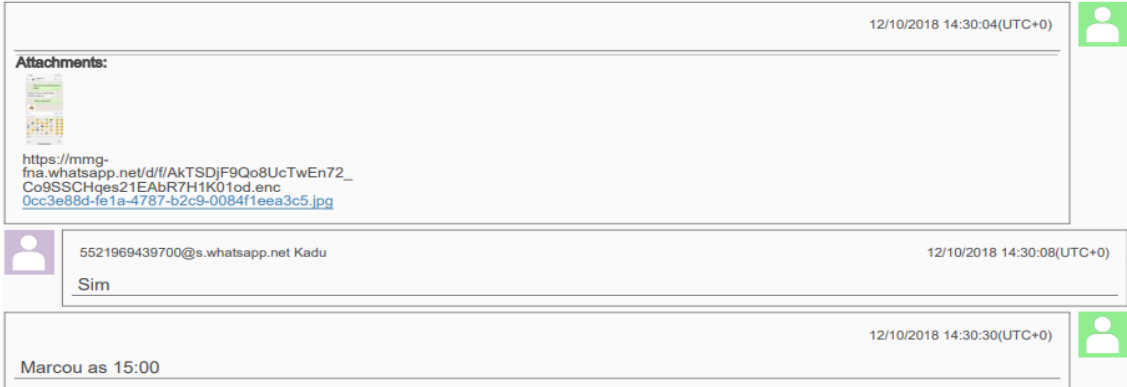 12/10/2018 14:30:04(UTC+0)
Attachments:
https://mmg-
fna.whatsapp.net/d/f/AkTSDjF9Qo8UcTwEn72_
Co9SSCHqes21EAbR7H1K01od.enc
0cc3e88d-fe1a-4787-b2c9-0084f1eea3c5.jpg
5521969439700@s.whatsapp.net Kadu 12/10/2018 14:30:08(UTC+0)
Sim
12/10/2018 14:30:30(UTC+0)
Marcou as 15:00